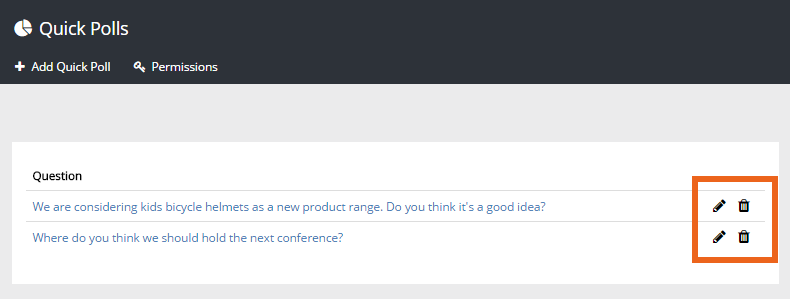 Quick Polls
Add Quick Poll Permissions
Question
We are considering kids bicycle helmets as a new product range. Do you think it's a good idea?
Where do you think we should hold the next conference?